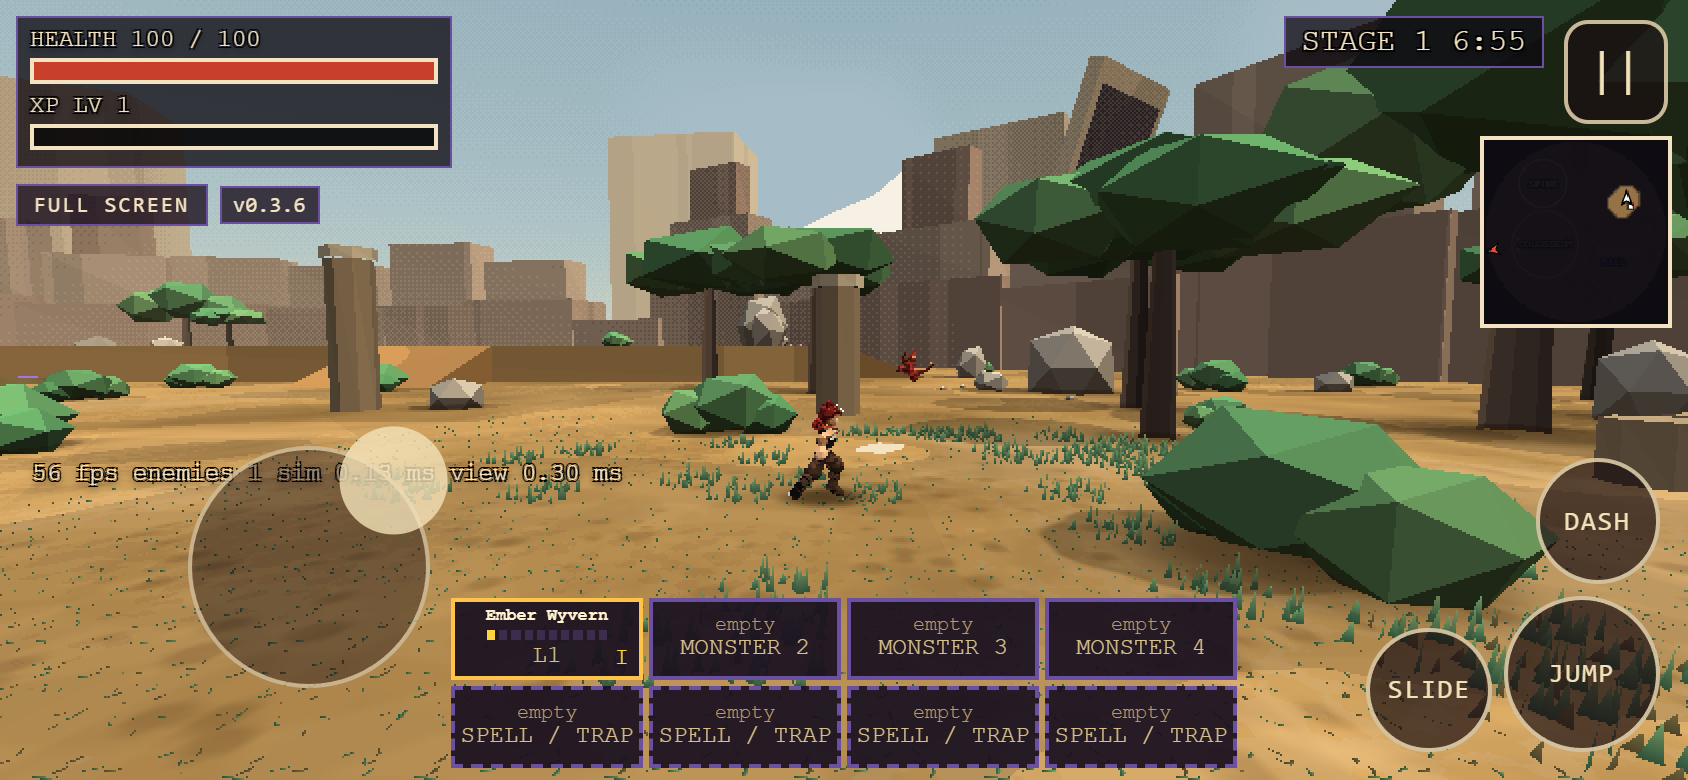 HEALTH 100 / 100
XP LV 1
FULL SCREEN
v0.3.6
STAGE 1 6:55
56 fps enemies 1 sim 0.13 ms view 0.30 ms
DASH
SLIDE
JUMP
Ember Wyvern
L1
I
empty
MONSTER 2
empty
MONSTER 3
empty
MONSTER 4
empty
SPELL / TRAP
empty
SPELL / TRAP
empty
SPELL / TRAP
empty
SPELL / TRAP